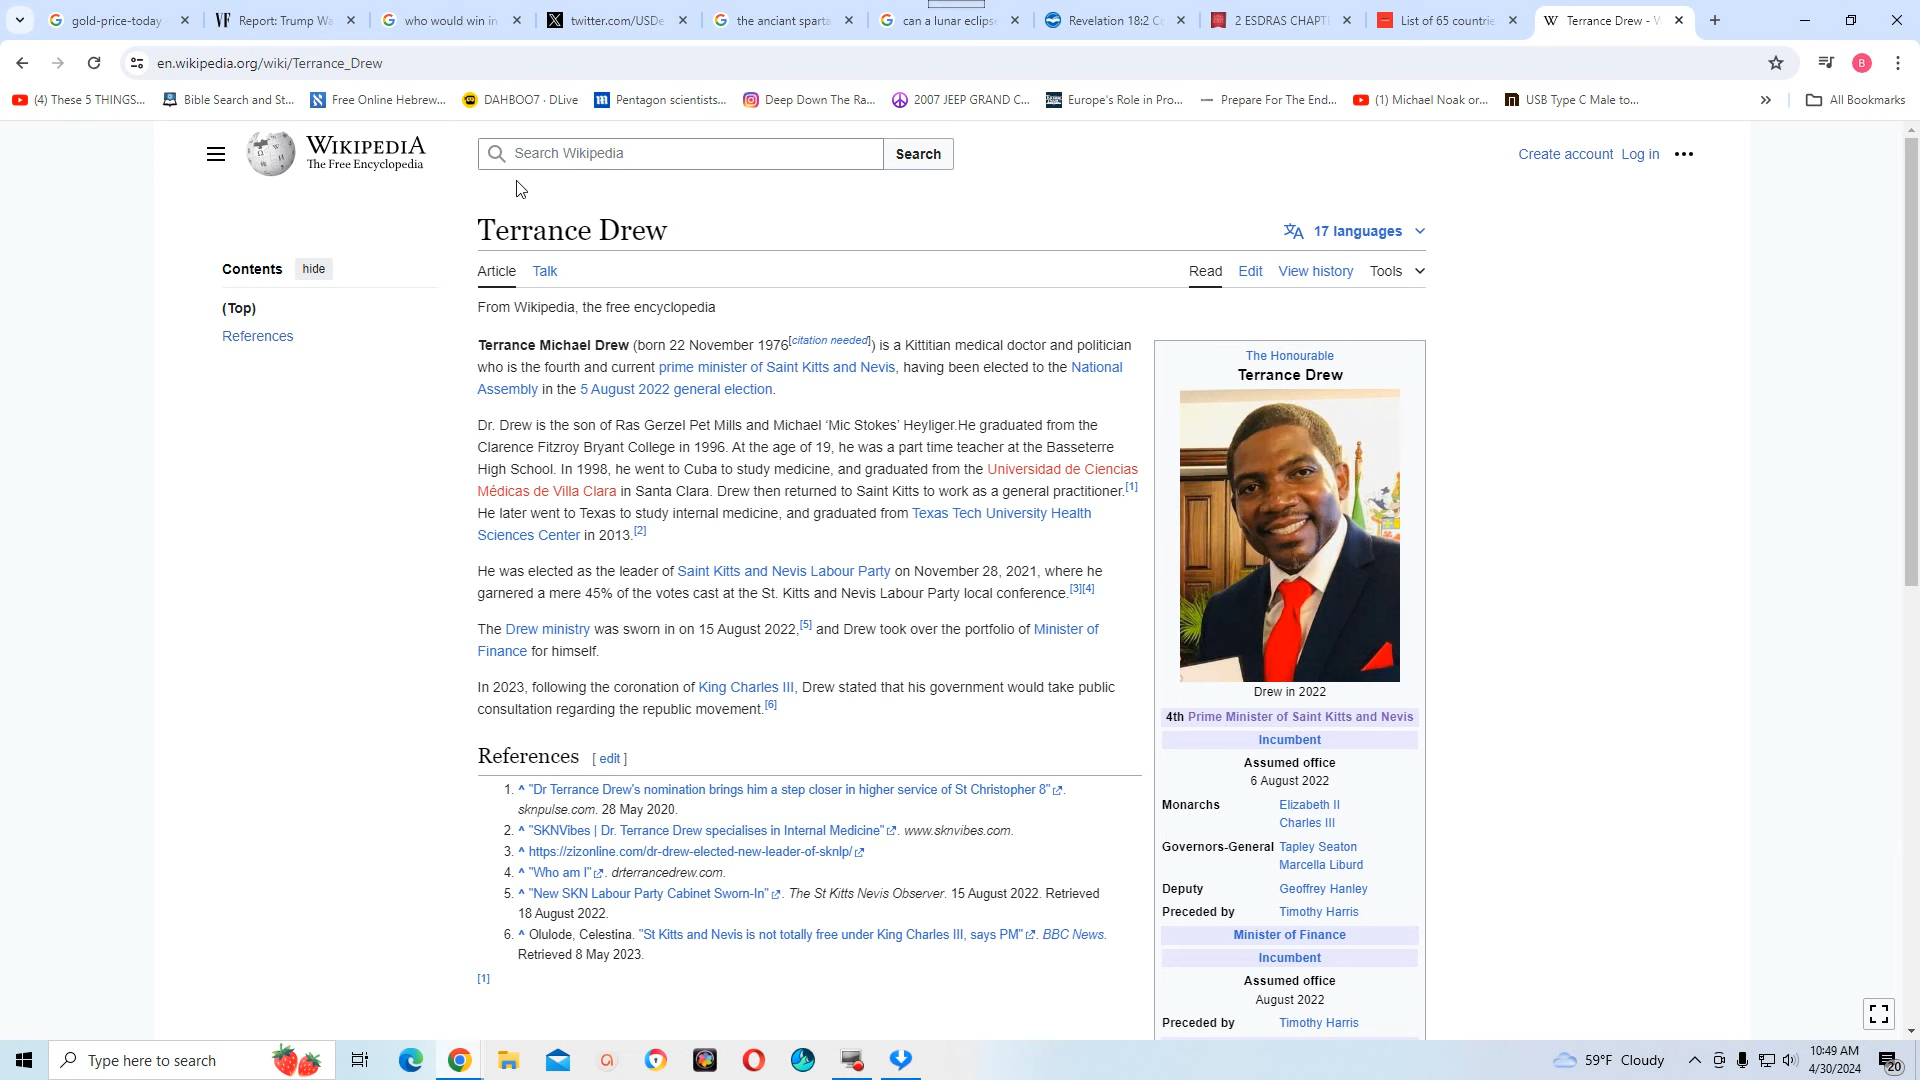 gold-price-today
Report: Trump Wa
who would win in
twitter.com/USDe
the anciant sparta
can a lunar eclipse
Revelation 18:2 Co
2 ESDRAS CHAPTE
List of 65 countrie
Terrance Drew - W
en.wikipedia.org/wiki/Terrance_Drew
B
(4) These 5 THINGS...
Bible Search and St...
Free Online Hebrew...
DAHBOO7 · DLive
Pentagon scientists...
Deep Down The Ra...
2007 JEEP GRAND C...
Europe's Role in Pro...
Prepare For The End...
(1) Michael Noak or...
USB Type C Male to...
All Bookmarks
WIKIPEDIA
The Free Encyclopedia
Search Wikipedia
Search
Create account Log in
Terrance Drew
17 languages
Contents hide
(Top)
References
Article Talk
Read Edit View history Tools
From Wikipedia, the free encyclopedia
Terrance Michael Drew (born 22 November 1976[citation needed]) is a Kittitian medical doctor and politician
who is the fourth and current prime minister of Saint Kitts and Nevis, having been elected to the National
Assembly in the 5 August 2022 general election.
Dr. Drew is the son of Ras Gerzel Pet Mills and Michael ‘Mic Stokes’ Heyliger.He graduated from the
Clarence Fitzroy Bryant College in 1996. At the age of 19, he was a part time teacher at the Basseterre
High School. In 1998, he went to Cuba to study medicine, and graduated from the Universidad de Ciencias
Médicas de Villa Clara in Santa Clara. Drew then returned to Saint Kitts to work as a general practitioner.[1]
He later went to Texas to study internal medicine, and graduated from Texas Tech University Health
Sciences Center in 2013.[2]
He was elected as the leader of Saint Kitts and Nevis Labour Party on November 28, 2021, where he
garnered a mere 45% of the votes cast at the St. Kitts and Nevis Labour Party local conference.[3][4]
The Drew ministry was sworn in on 15 August 2022,[5] and Drew took over the portfolio of Minister of
Finance for himself.
In 2023, following the coronation of King Charles III, Drew stated that his government would take public
consultation regarding the republic movement.[6]
References [ edit ]
1. ^ "Dr Terrance Drew's nomination brings him a step closer in higher service of St Christopher 8".
sknpulse.com. 28 May 2020.
2. ^ "SKNVibes | Dr. Terrance Drew specialises in Internal Medicine". www.sknvibes.com.
3. ^ https://zizonline.com/dr-drew-elected-new-leader-of-sknlp/
4. ^ "Who am I". drterrancedrew.com.
5. ^ "New SKN Labour Party Cabinet Sworn-In". The St Kitts Nevis Observer. 15 August 2022. Retrieved
18 August 2022.
6. ^ Olulode, Celestina. "St Kitts and Nevis is not totally free under King Charles III, says PM". BBC News.
Retrieved 8 May 2023.
[1]
The Honourable
Terrance Drew
Drew in 2022
4th Prime Minister of Saint Kitts and Nevis
Incumbent
Assumed office
6 August 2022
Monarchs Elizabeth II
Charles III
Governors-General Tapley Seaton
Marcella Liburd
Deputy Geoffrey Hanley
Preceded by Timothy Harris
Minister of Finance
Incumbent
Assumed office
August 2022
Preceded by Timothy Harris
Type here to search
59°F Cloudy
10:49 AM
4/30/2024
20